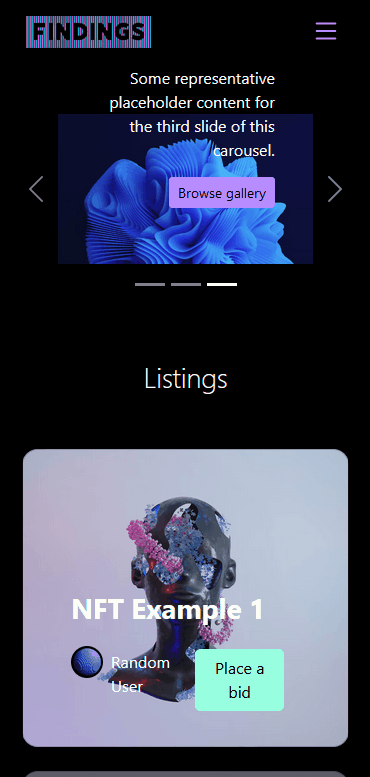 FINDINGS
Some representative
placeholder content for
the third slide of this
carousel.
Browse gallery
Listings
NFT Example 1
Random
User
Place a
bid